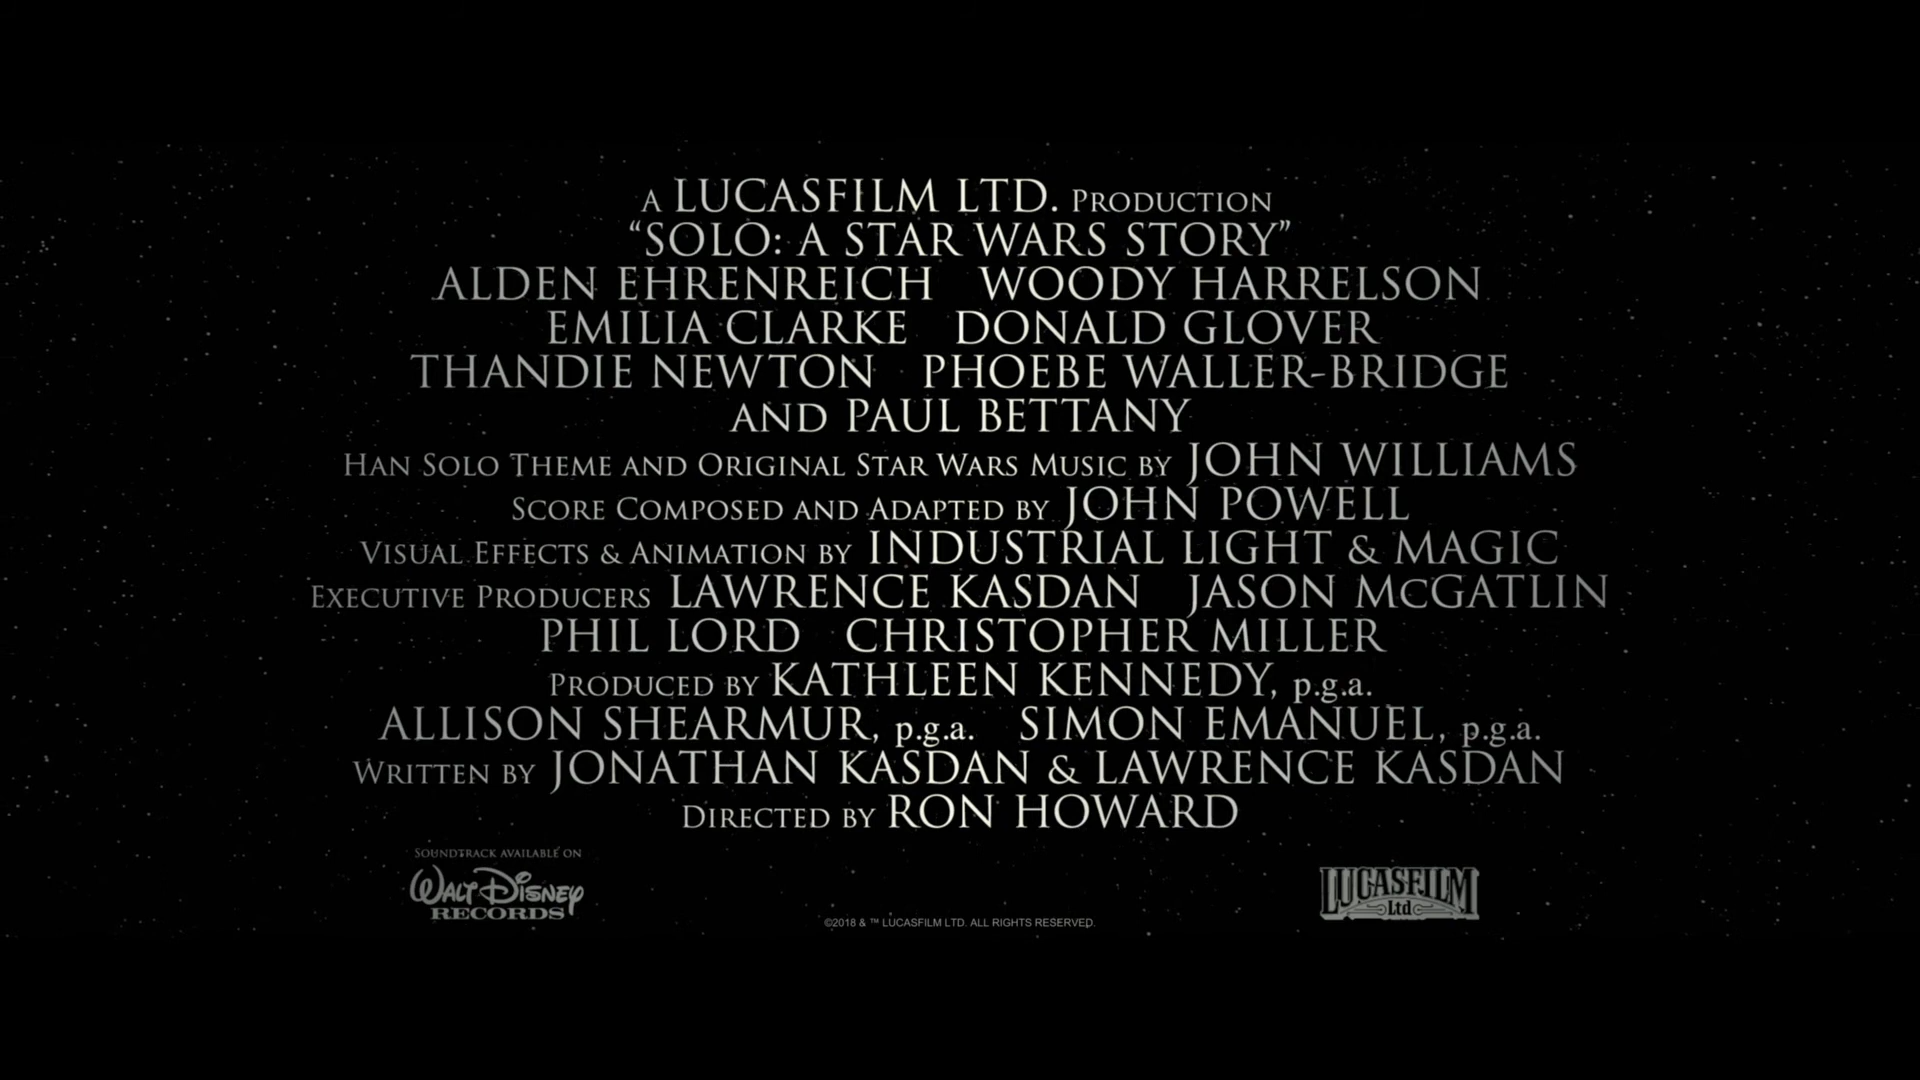 A LUCASFILM LTD. PRODUCTION
“SOLO: A STAR WARS STORY”
ALDEN EHRENREICH WOODY HARRELSON
EMILIA CLARKE DONALD GLOVER
THANDIE NEWTON PHOEBE WALLER-BRIDGE
AND PAUL BETTANY
HAN SOLO THEME AND ORIGINAL STAR WARS MUSIC BY JOHN WILLIAMS
SCORE COMPOSED AND ADAPTED BY JOHN POWELL
VISUAL EFFECTS & ANIMATION BY INDUSTRIAL LIGHT & MAGIC
EXECUTIVE PRODUCERS LAWRENCE KASDAN JASON McGATLIN
PHIL LORD CHRISTOPHER MILLER
PRODUCED BY KATHLEEN KENNEDY, p.g.a.
ALLISON SHEARMUR, p.g.a. SIMON EMANUEL, p.g.a.
WRITTEN BY JONATHAN KASDAN & LAWRENCE KASDAN
DIRECTED BY RON HOWARD
SOUNDTRACK AVAILABLE ON
WALT DISNEY
RECORDS
LUCASFILM
Ltd
©2018 & ™ LUCASFILM LTD. ALL RIGHTS RESERVED.